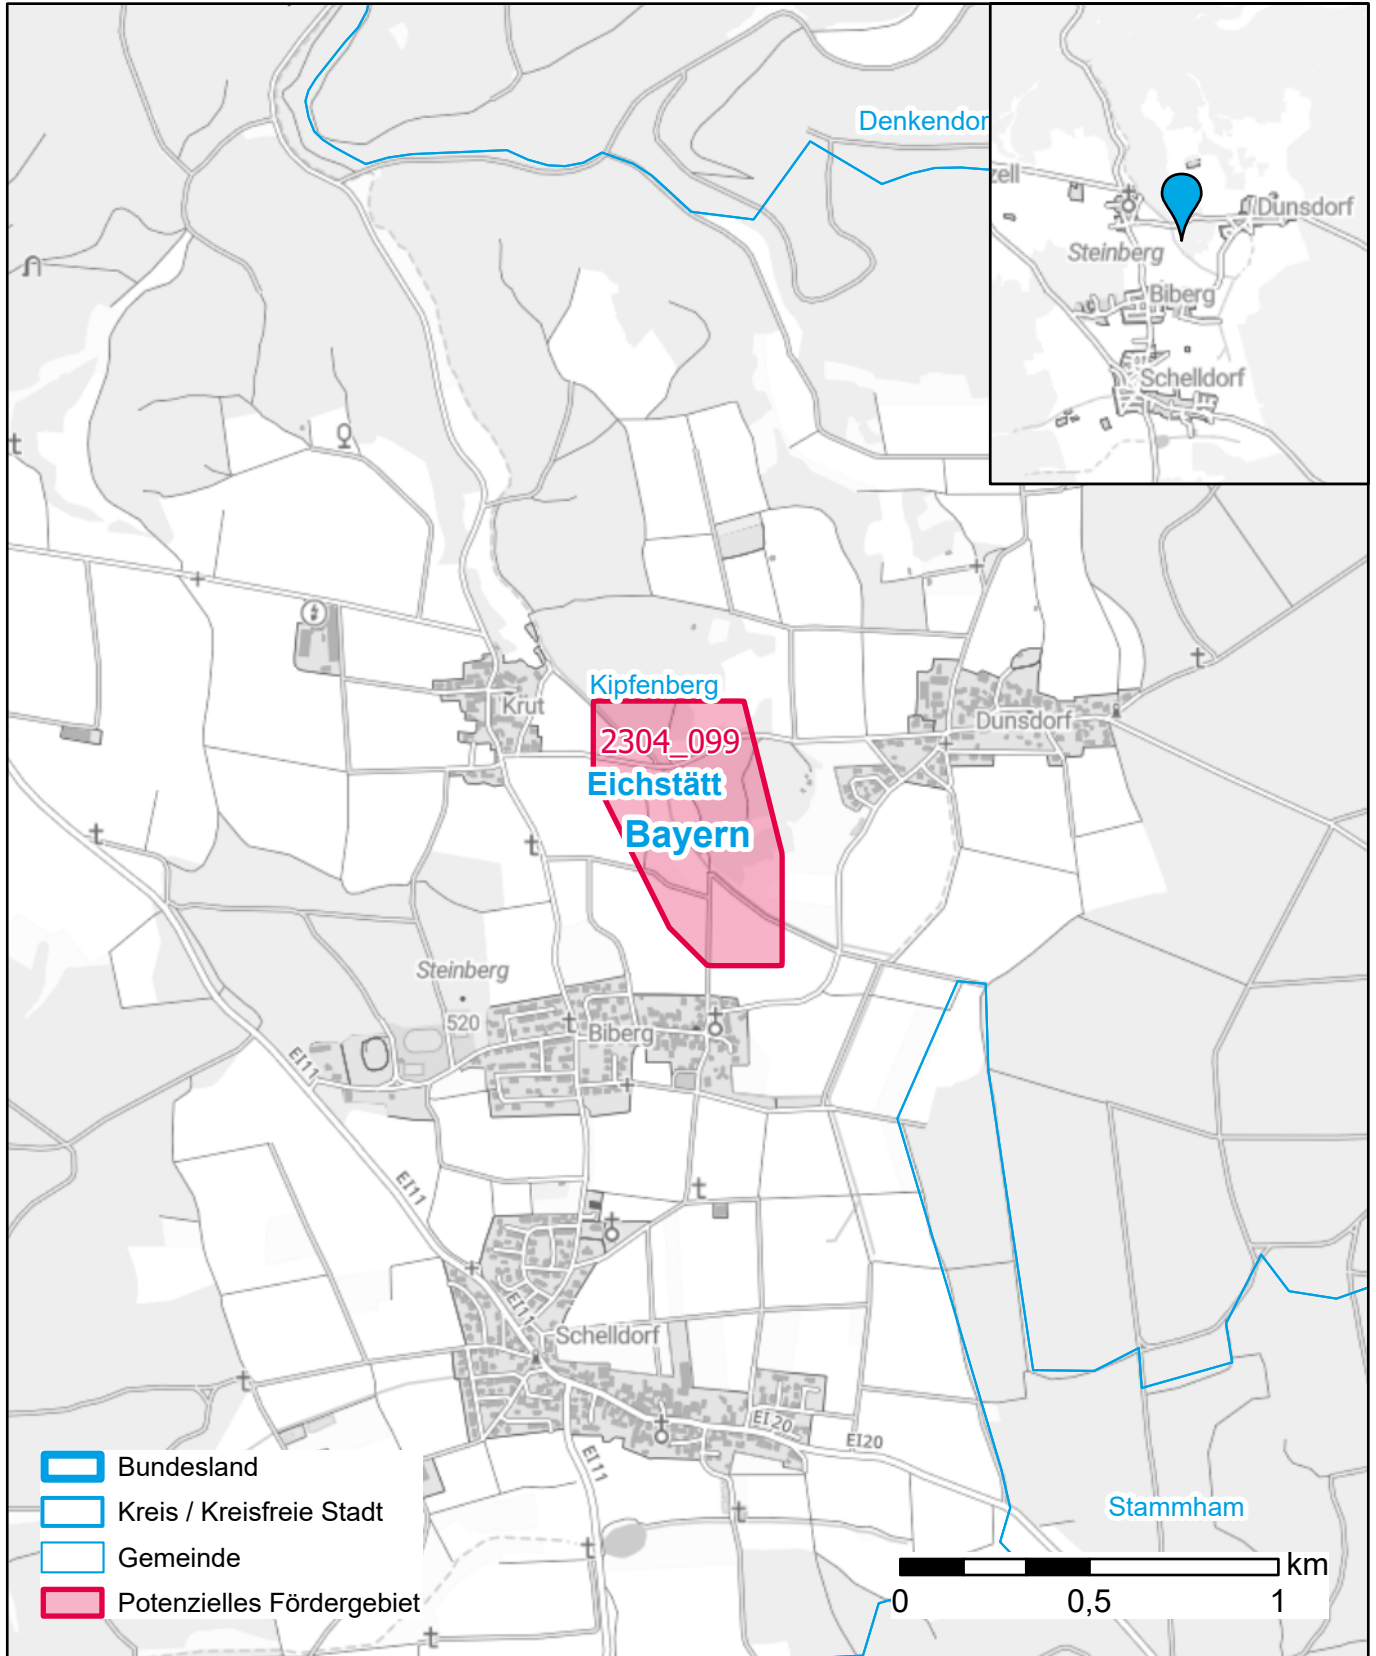 Denkendor
zell
Dunsdorf
Steinberg
Biberg
Schelldorf
Kipfenberg
Krut
Dunsdorf
2304_099
Eichstätt
Bayern
Steinberg
520
Biberg
EI11
EI11
EI11
Schelldorf
EI20
EI20
EI11
Stammham
Bundesland
Kreis / Kreisfreie Stadt
Gemeinde
Potenzielles Fördergebiet
km
0 0,5 1